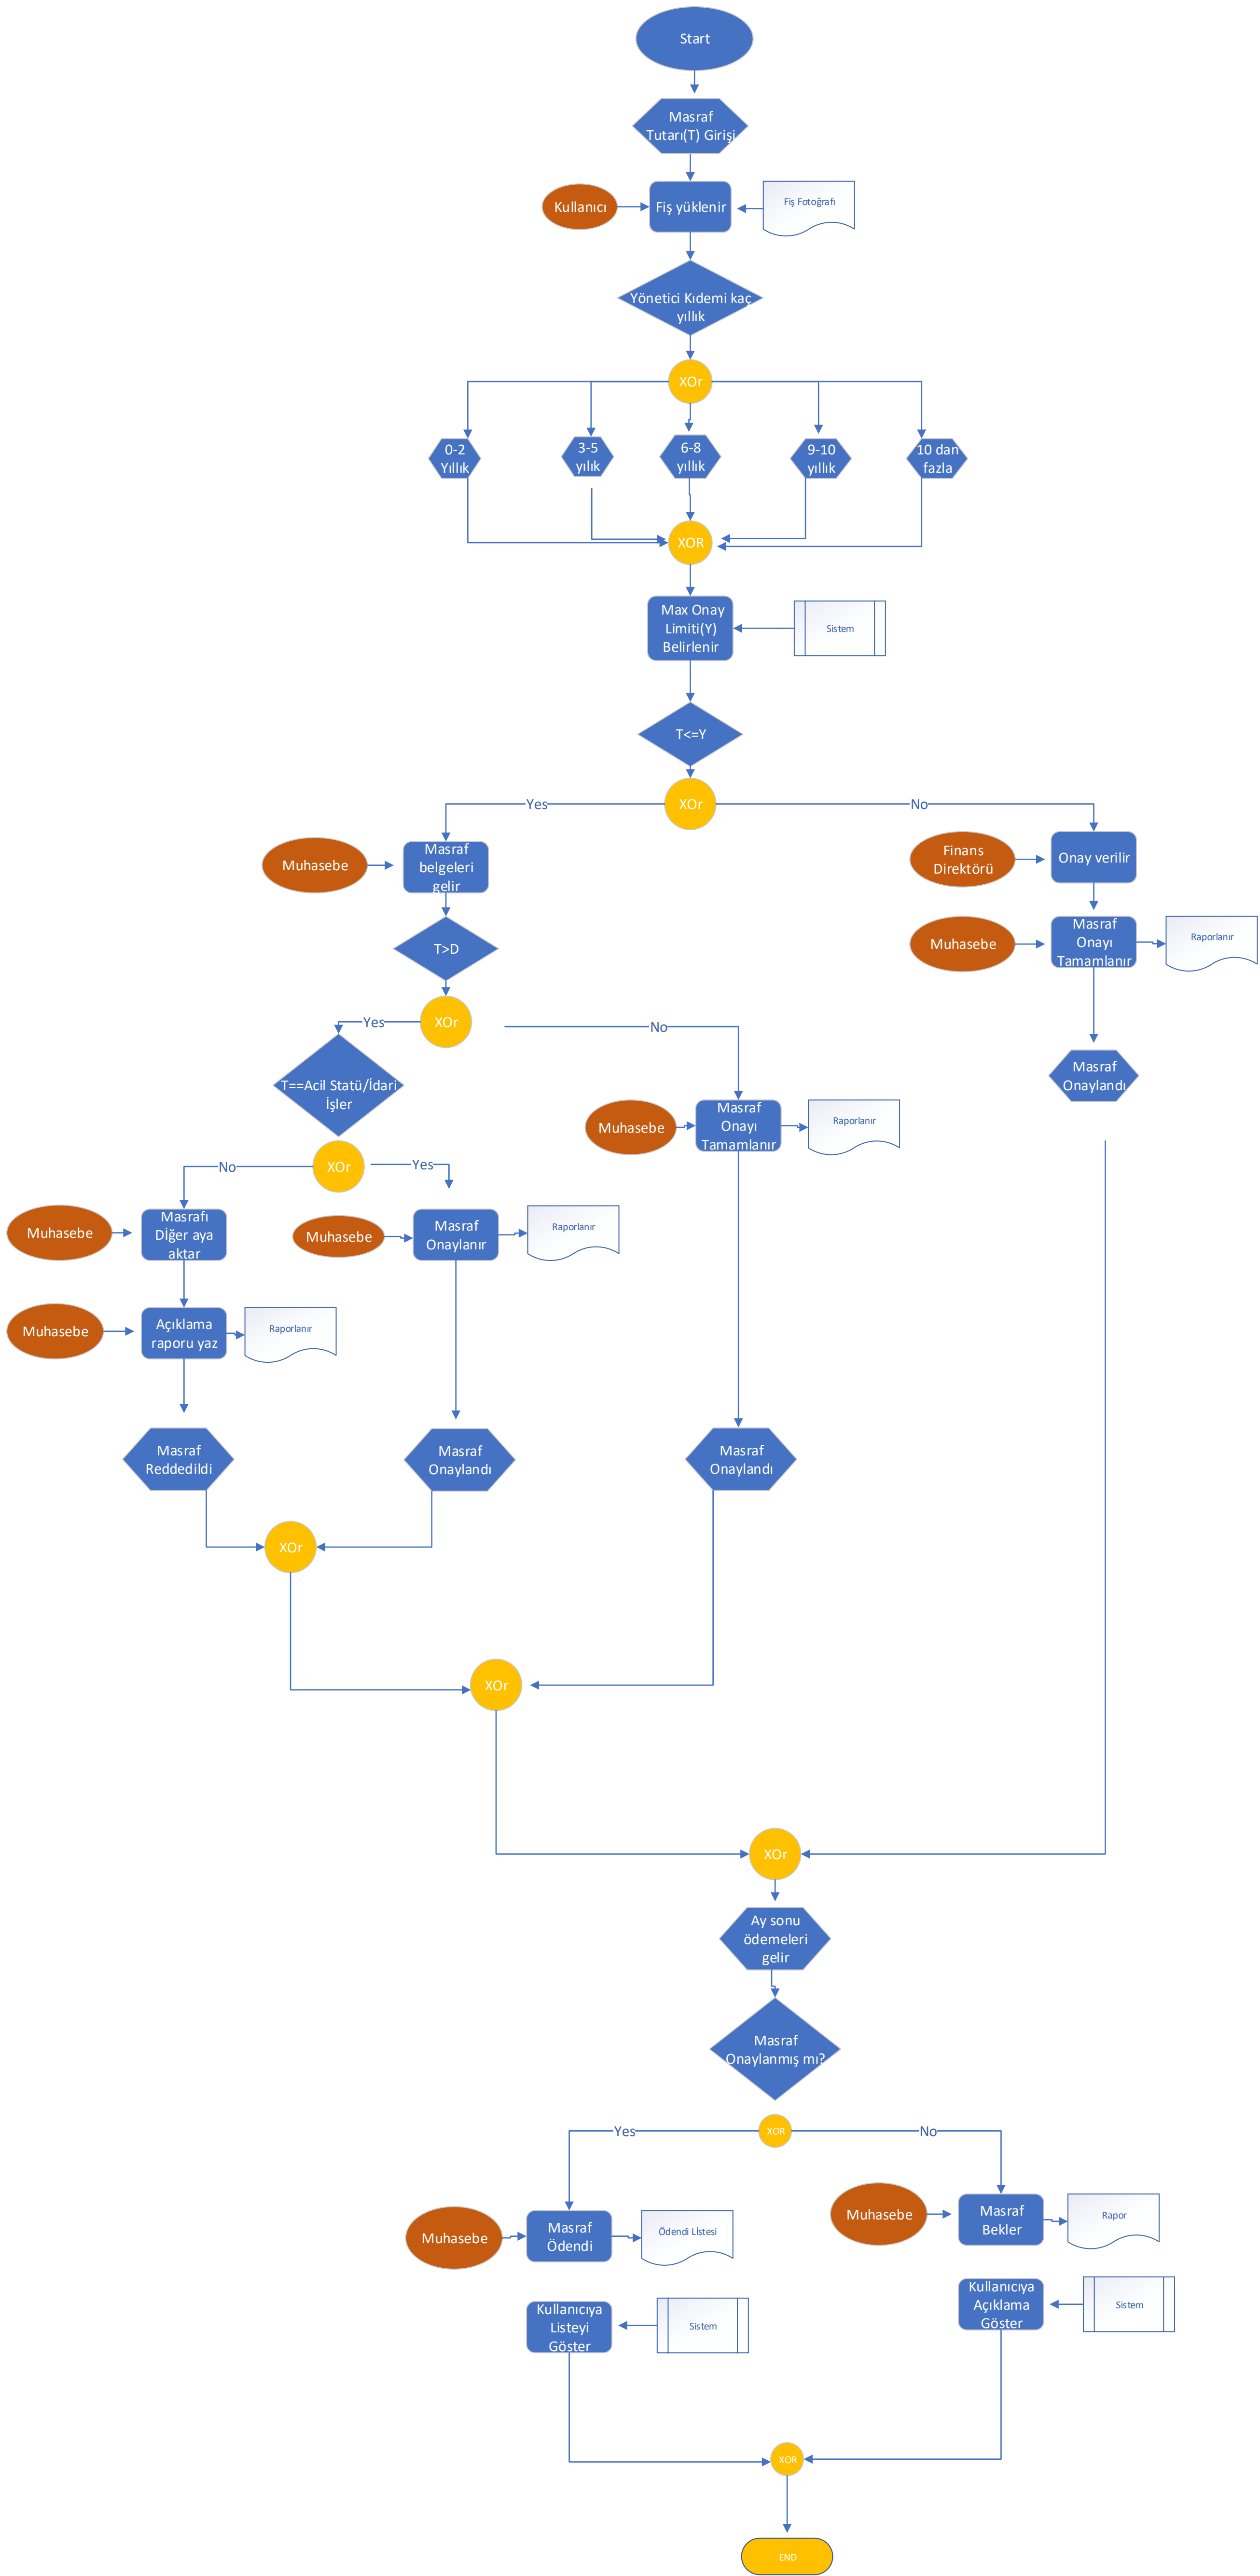 Start
Masraf
Tutarı(T) Girişi
Kullanıcı
Fiş yüklenir
Fiş Fotoğrafı
Yönetici Kıdemi kaç
yıllık
XOr
0-2
Yıllık
3-5
yılık
6-8
yıllık
9-10
yıllık
10 dan
fazla
XOR
Max Onay
Limiti(Y)
Belirlenir
Sistem
T<=Y
XOr
Yes
No
Muhasebe
Masraf
belgeleri
gelir
Finans
Direktörü
Onay verilir
T>D
Muhasebe
Masraf
Onayı
Tamamlanır
Raporlanır
XOr
Yes
No
T==Acil Statü/İdari
İşler
Masraf
Onaylandı
Muhasebe
Masraf
Onayı
Tamamlanır
Raporlanır
XOr
No
Yes
Muhasebe
Masrafı
Dİğer aya
aktar
Muhasebe
Masraf
Onaylanır
Raporlanır
Muhasebe
Açıklama
raporu yaz
Raporlanır
Masraf
Reddedildi
Masraf
Onaylandı
Masraf
Onaylandı
XOr
XOr
XOr
Ay sonu
ödemeleri
gelir
Masraf
Onaylanmış mı?
XOR
Yes
No
Muhasebe
Masraf
Ödendi
Ödendi Lİstesi
Muhasebe
Masraf
Bekler
Rapor
Kullanıcıya
Listeyi
Göster
Sistem
Kullanıcıya
Açıklama
Göster
Sistem
XOR
END